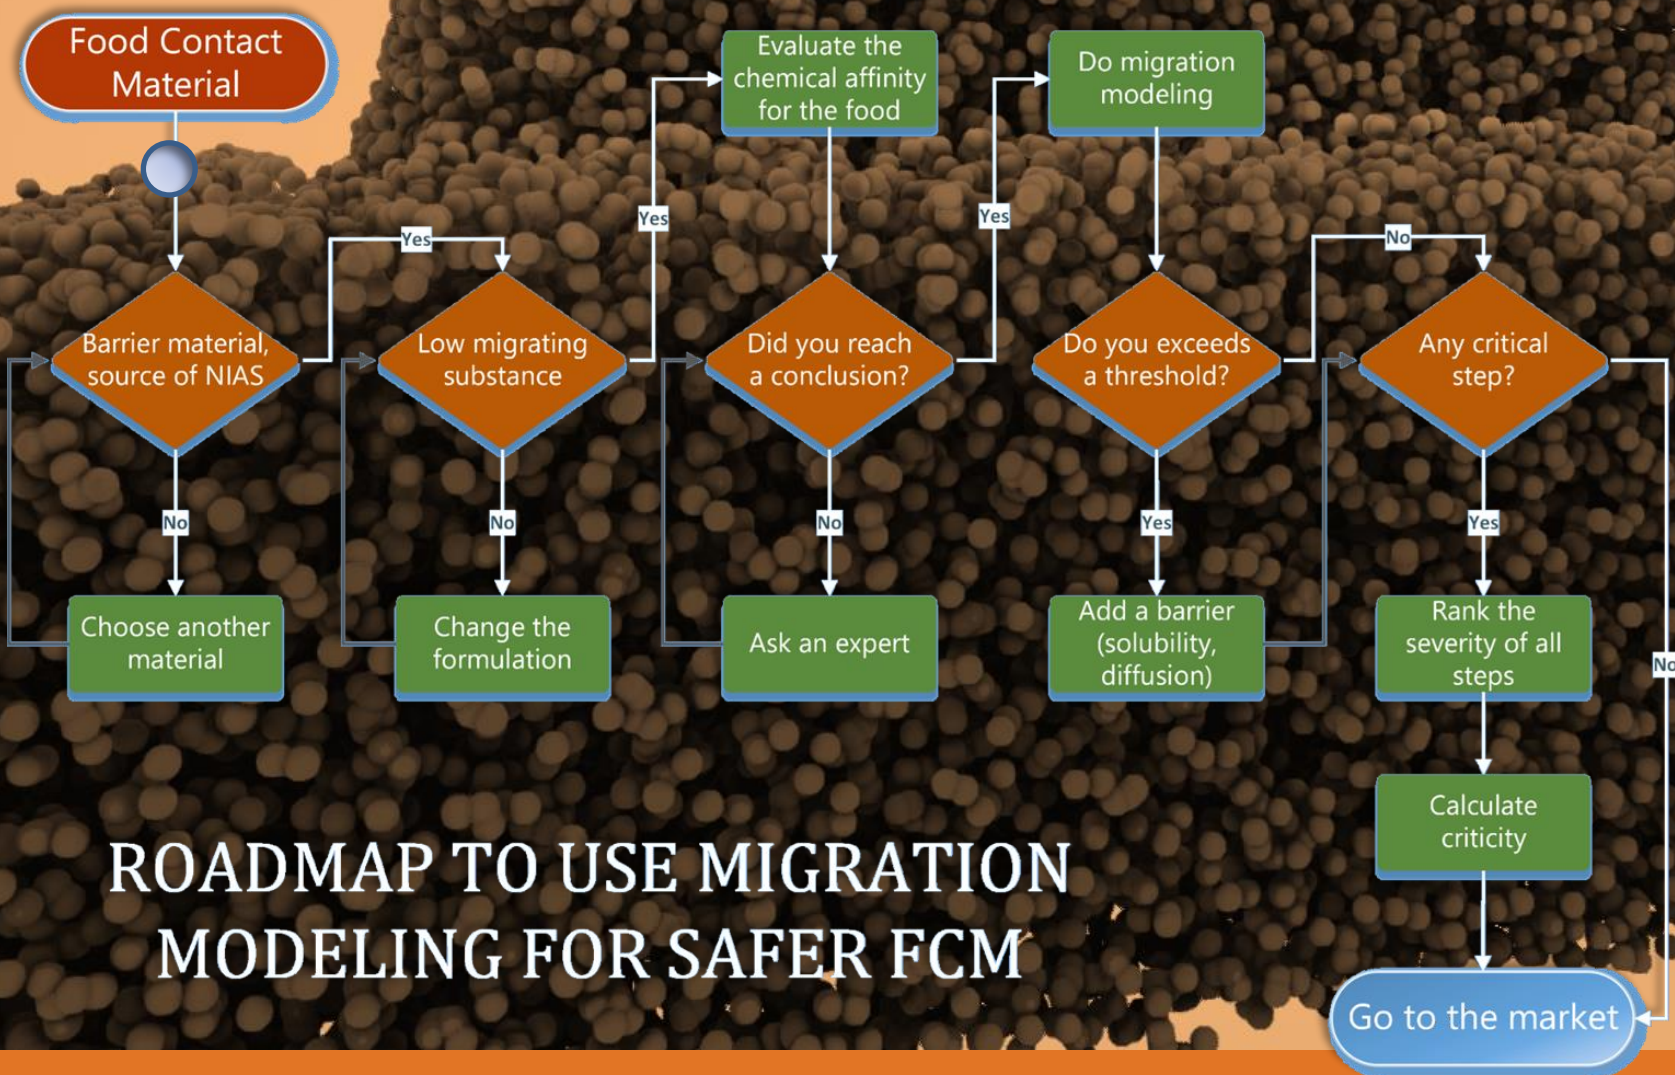 Food Contact
Material
Evaluate the
chemical affinity
for the food
Do migration
modeling
Yes
Yes
Yes
No
Barrier material,
source of NIAS
Low migrating
substance
Did you reach
a conclusion?
Do you exceeds
a threshold?
Any critical
step?
No
No
No
Yes
Yes
Choose another
material
Change the
formulation
Ask an expert
Add a barrier
(solubility,
diffusion)
Rank the
severity of all
steps
No
Calculate
criticity
ROADMAP TO USE MIGRATION
MODELING FOR SAFER FCM
Go to the market